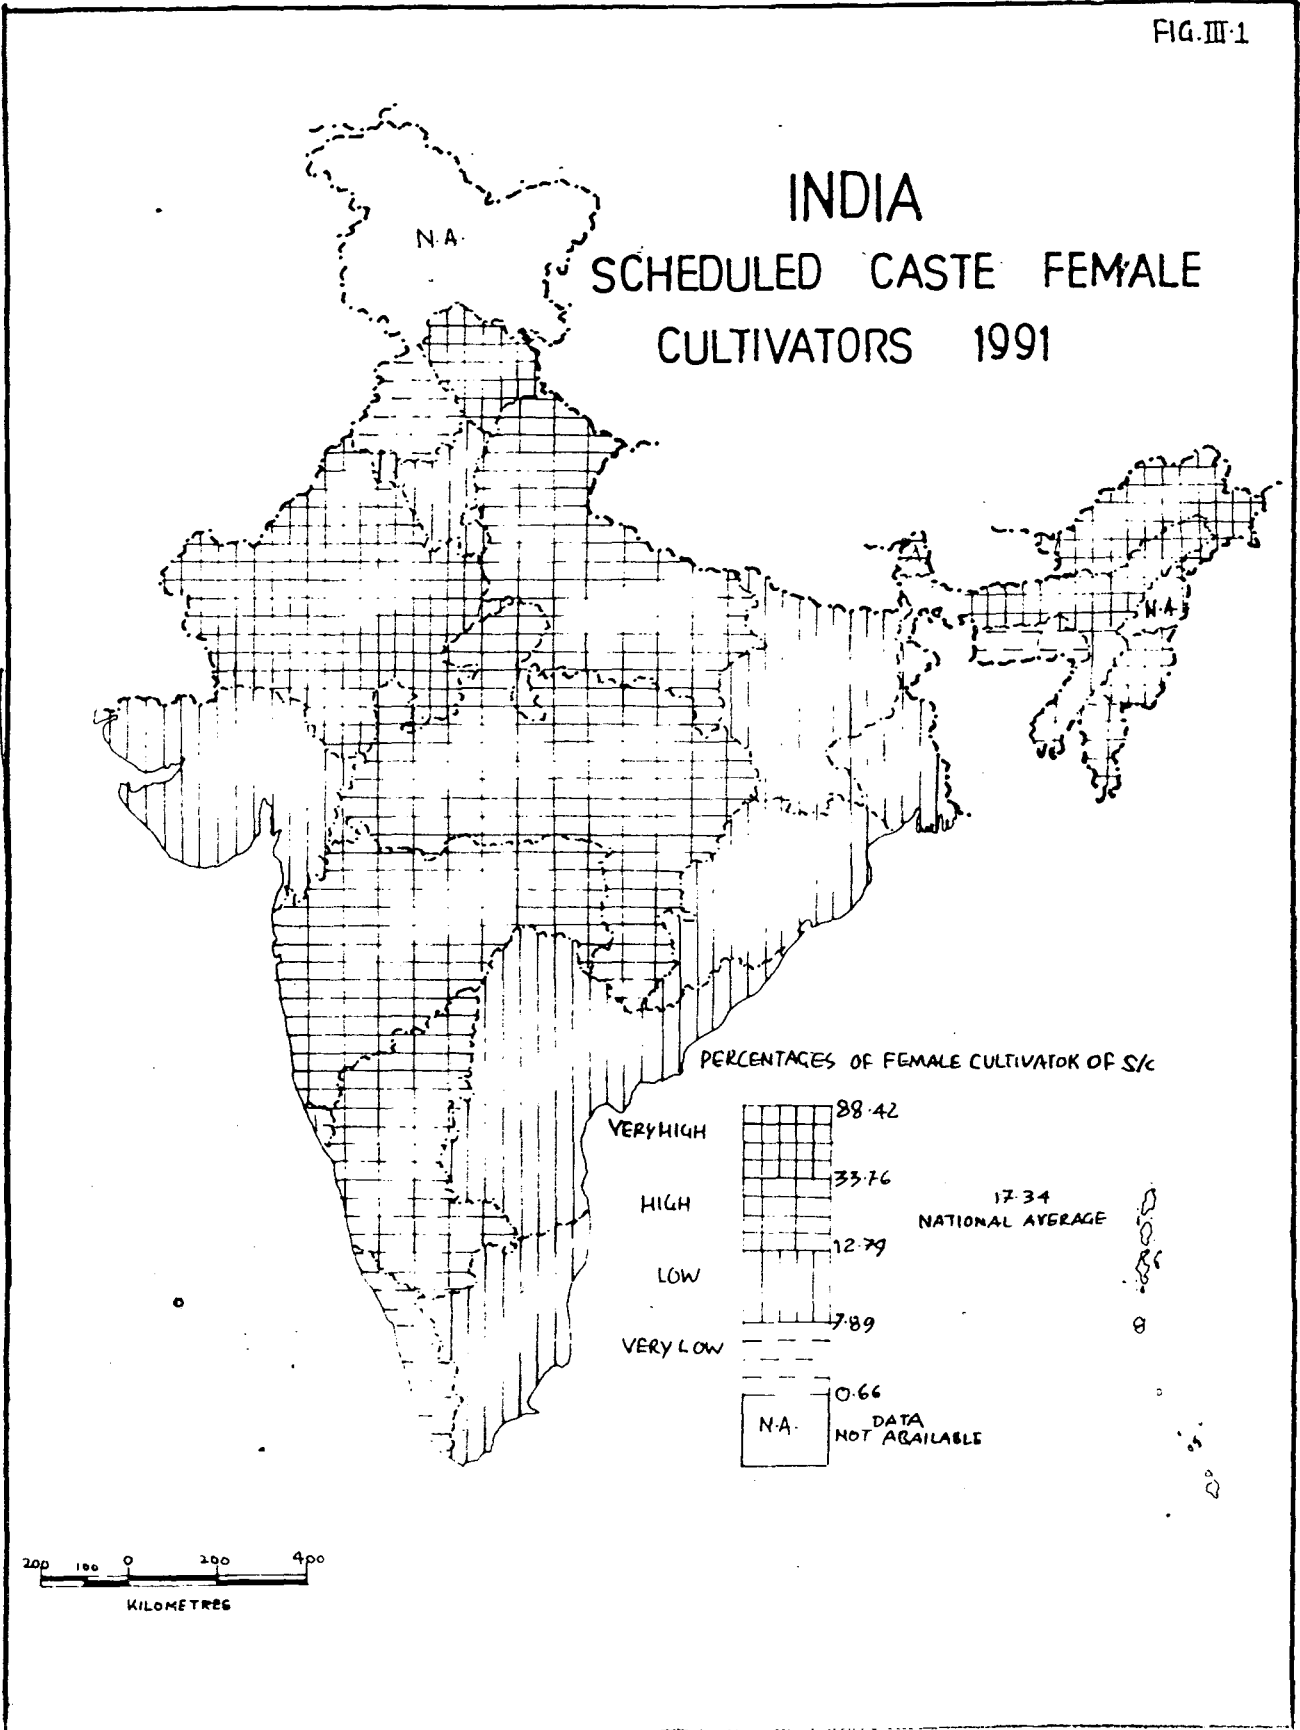 FIG.III.1
INDIA
SCHEDULED CASTE FEMALE
CULTIVATORS 1991
N.A.
N.A
PERCENTAGES OF FEMALE CULTIVATOR OF S/C
VERY HIGH
88.42
33.76
HIGH
12.79
LOW
7.89
VERY LOW
0.66
N.A.
DATA
NOT ABAILABLE
17.34
NATIONAL AVERAGE
200 100 0 200 400
KILOMETRES